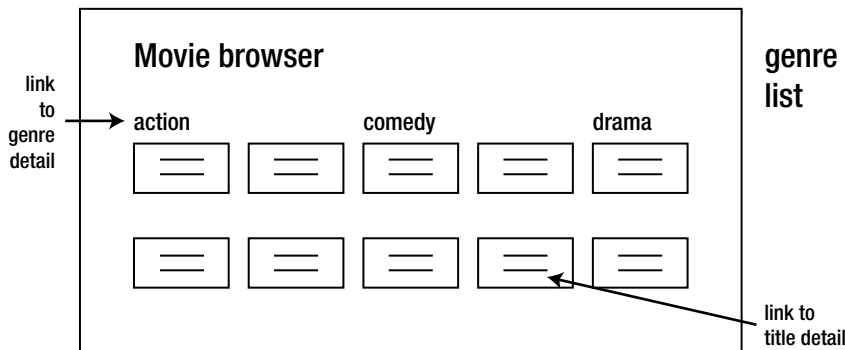 Movie browser
genre
list
link
to
genre
detail
action comedy drama
link to
title detail